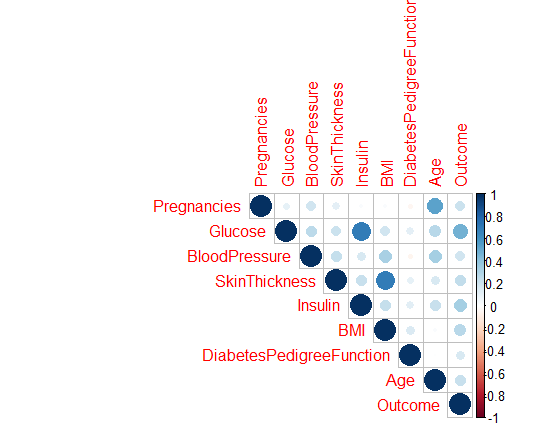 Pregnancies
Glucose
BloodPressure
SkinThickness
Insulin
BMI
DiabetesPedigreeFunction
Age
Outcome
Pregnancies
Glucose
BloodPressure
SkinThickness
Insulin
BMI
DiabetesPedigreeFunction
Age
Outcome
1
0.8
0.6
0.4
0.2
0
-0.2
-0.4
-0.6
-0.8
-1